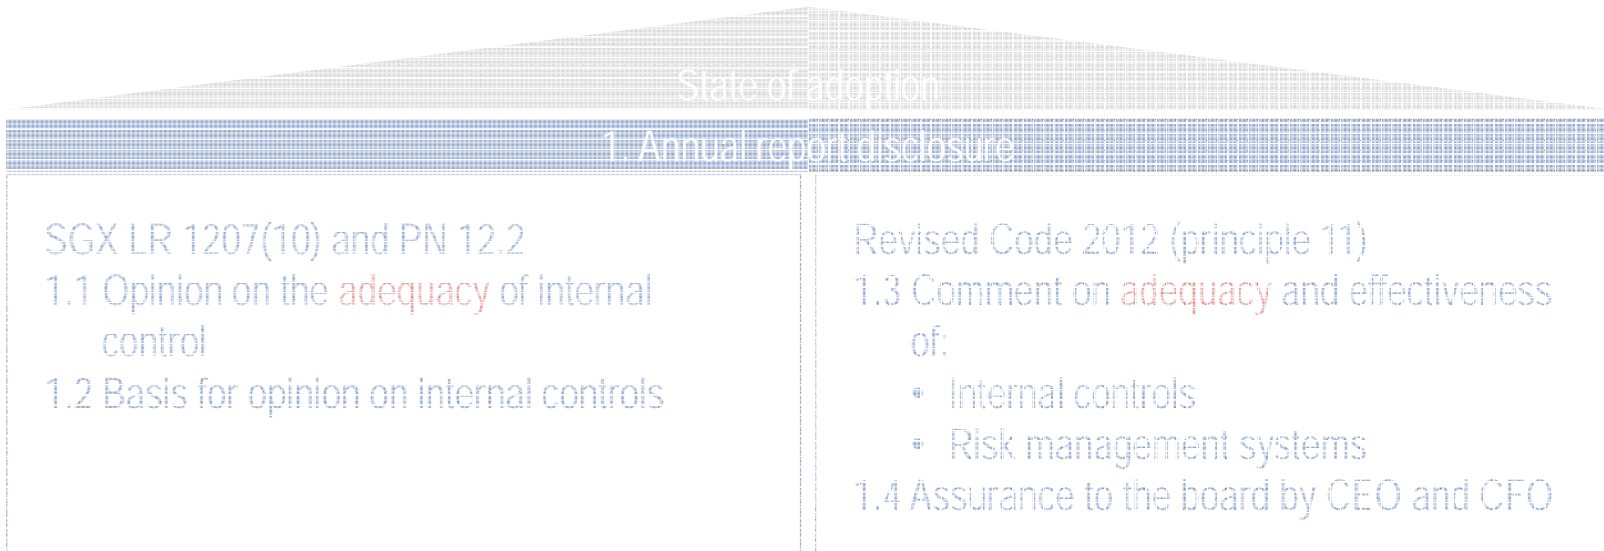 State of adoption
1. Annual report disclosure
SGX LR 1207(10) and PN 12.2
1.1 Opinion on the adequacy of internal
control
1.2 Basis for opinion on internal controls
Revised Code 2012 (principle 11)
1.3 Comment on adequacy and effectiveness
of:
• Internal controls
• Risk management systems
1.4 Assurance to the board by CEO and CFO